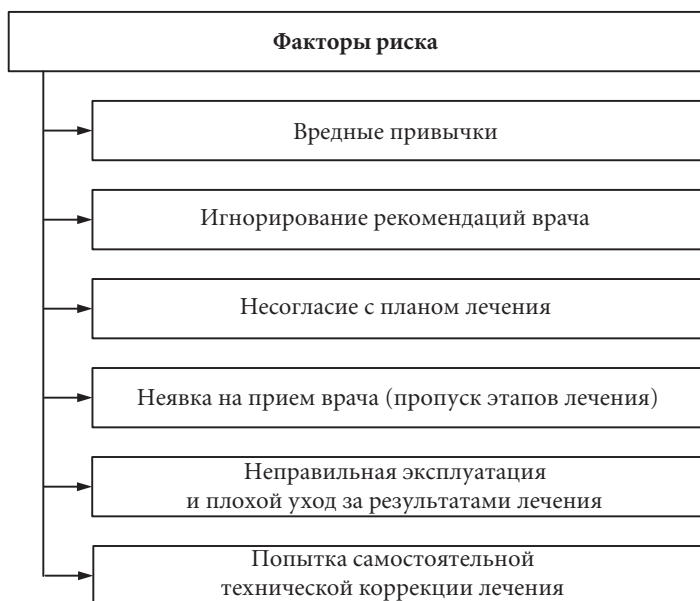 Факторы риска
Вредные привычки
Игнорирование рекомендаций врача
Несогласие с планом лечения
Неявка на прием врача (пропуск этапов лечения)
Неправильная эксплуатация
и плохой уход за результатами лечения
Попытка самостоятельной
технической коррекции лечения